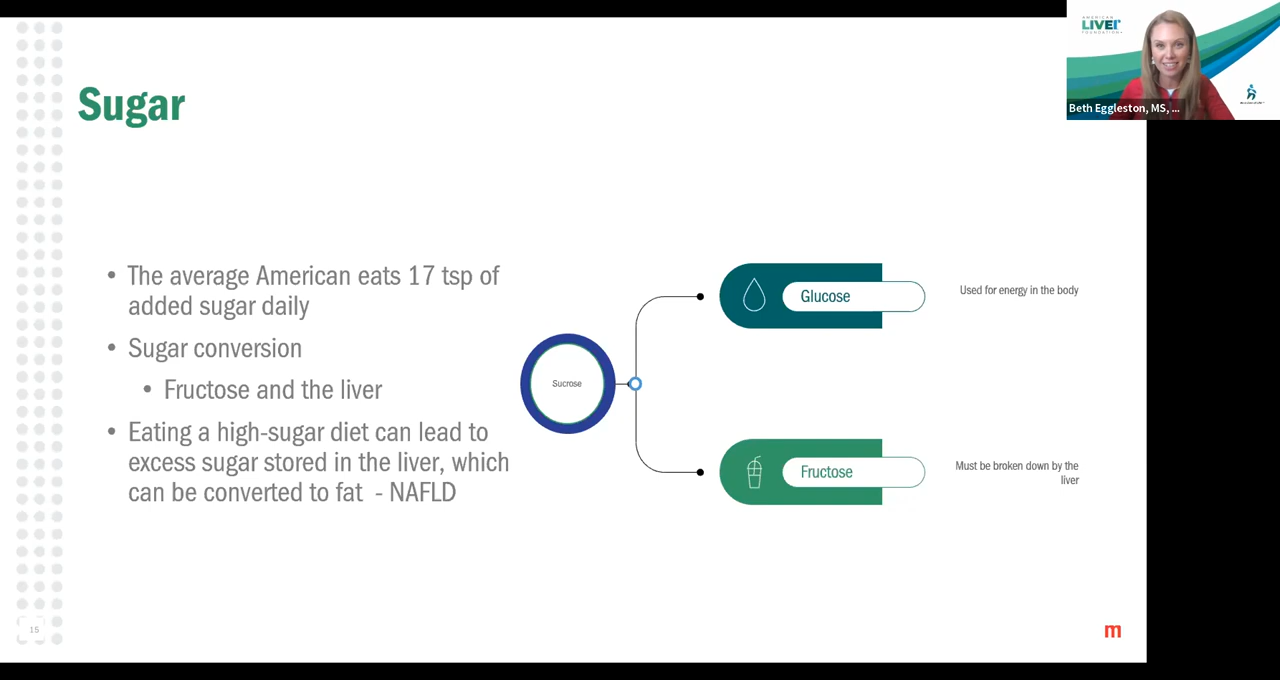 AMERICAN
LIVER
FOUNDATION
Beth Eggleston, MS, ...
Sugar
• The average American eats 17 tsp of
added sugar daily
• Sugar conversion
• Fructose and the liver
• Eating a high-sugar diet can lead to
excess sugar stored in the liver, which
can be converted to fat - NAFLD
Sucrose
Glucose
Used for energy in the body
Fructose
Must be broken down by the
liver
15
m